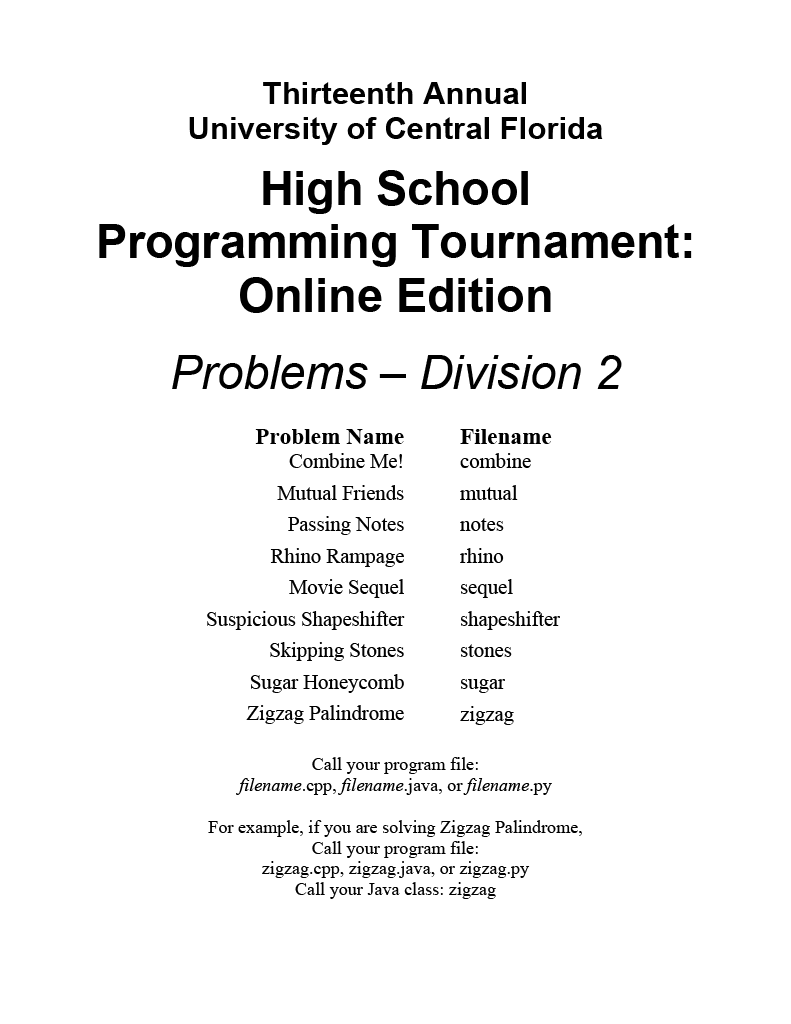 Thirteenth Annual
University of Central Florida
High School
Programming Tournament:
Online Edition
Problems – Division 2
Problem Name Filename
Combine Me! combine
Mutual Friends mutual
Passing Notes notes
Rhino Rampage rhino
Movie Sequel sequel
Suspicious Shapeshifter shapeshifter
Skipping Stones stones
Sugar Honeycomb sugar
Zigzag Palindrome zigzag
Call your program file:
filename.cpp, filename.java, or filename.py
For example, if you are solving Zigzag Palindrome,
Call your program file:
zigzag.cpp, zigzag.java, or zigzag.py
Call your Java class: zigzag